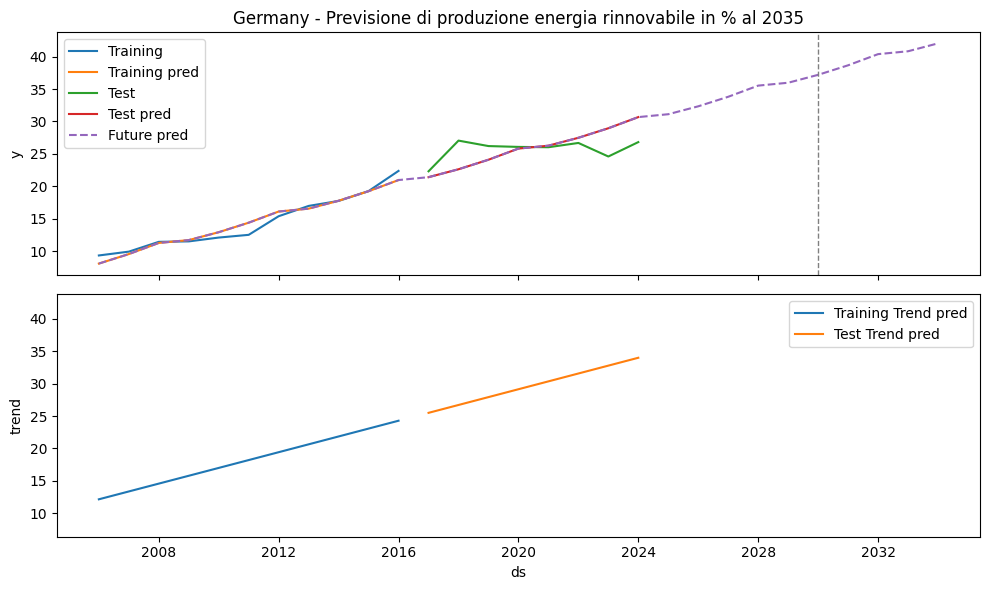 Germany - Previsione di produzione energia rinnovabile in % al 2035
Training
Training pred
Test
Test pred
Future pred
y
40
35
30
25
20
15
10
Training Trend pred
Test Trend pred
trend
40
35
30
25
20
15
10
2008 2012 2016 2020 2024 2028 2032
ds